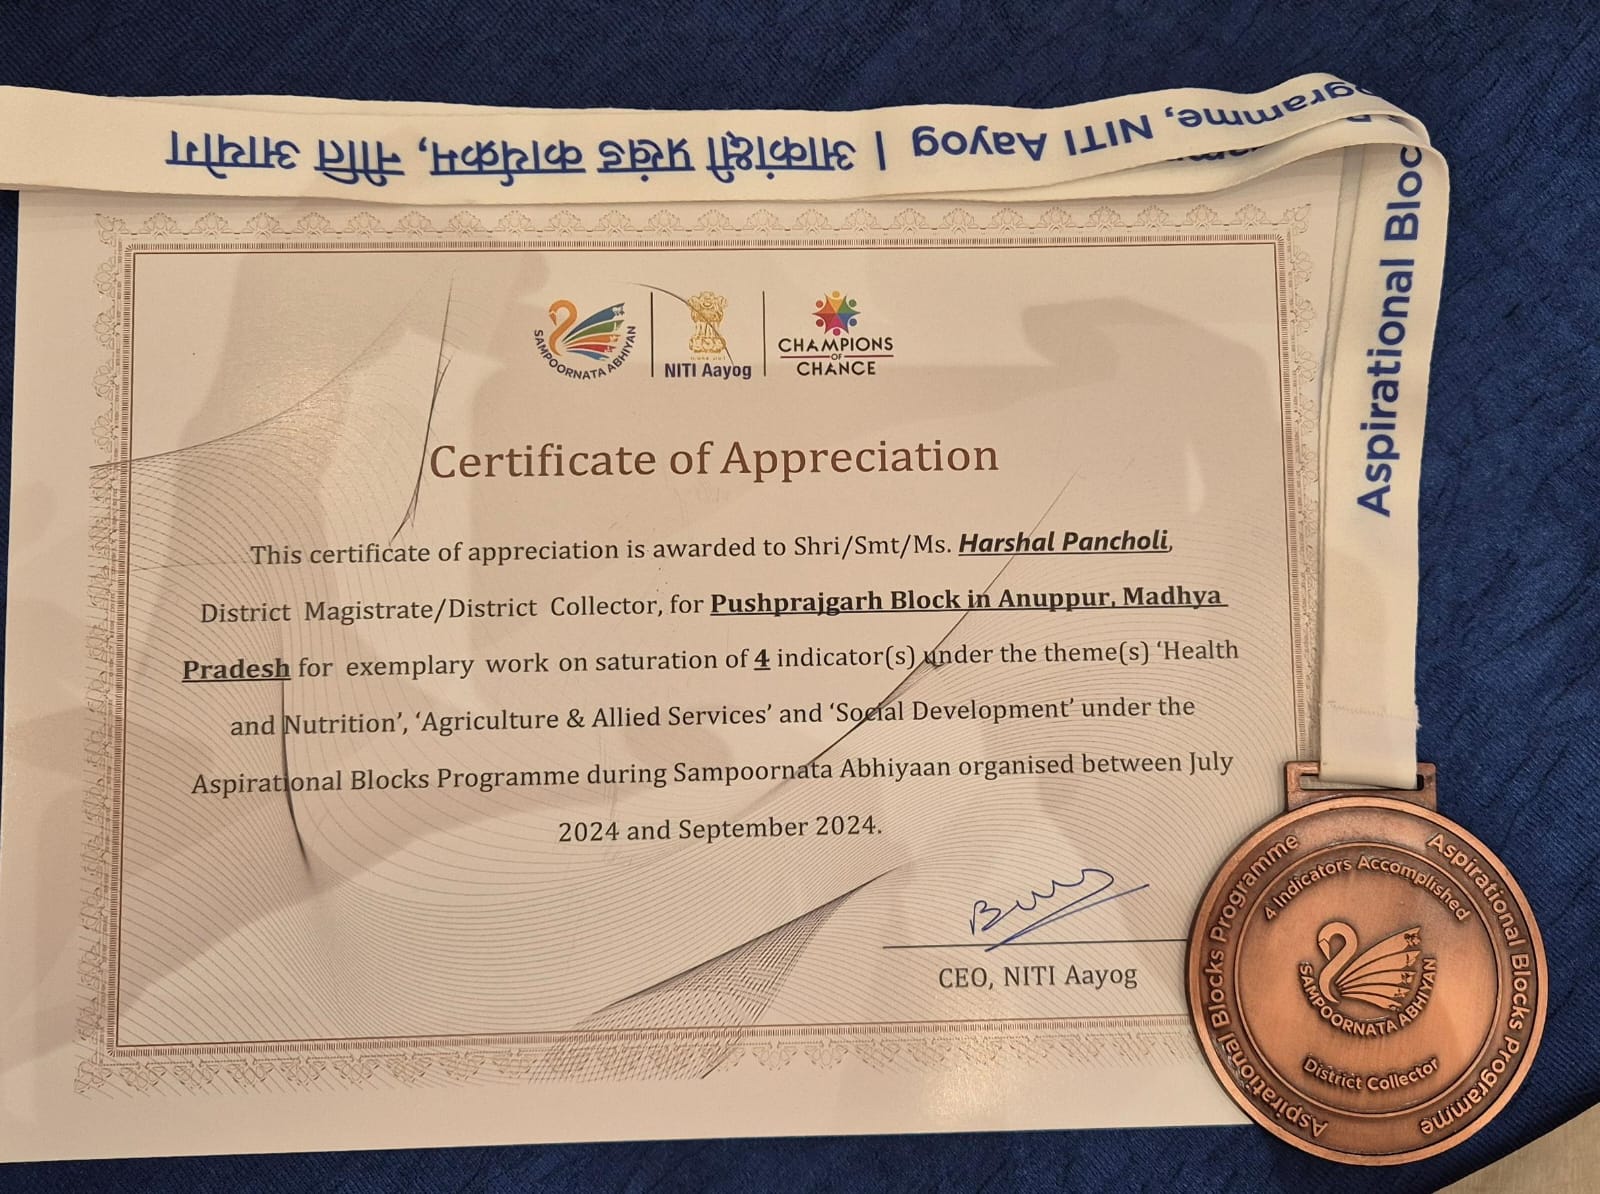 आकांक्षी प्रखंड कार्यक्रम, नीति आयोग | Aspirational Bloc
gramme, NITI Aayog
SAMPOORNATA ABHIYAN
NITI Aayog
CHAMPIONS
OF
CHANGE
Certificate of Appreciation
This certificate of appreciation is awarded to Shri/Smt/Ms. Harshal Pancholi,
District Magistrate/District Collector, for Pushprajgarh Block in Anuppur, Madhya
Pradesh for exemplary work on saturation of 4 indicator(s) under the theme(s) ‘Health
and Nutrition’, ‘Agriculture & Allied Services’ and ‘Social Development’ under the
Aspirational Blocks Programme during Sampoornata Abhiyaan organised between July
2024 and September 2024.
CEO, NITI Aayog
Aspirational Blocks Programme
Aspirational Blocks Programme
4 Indicators Accomplished
SAMPOORNATA ABHIYAN
District Collector